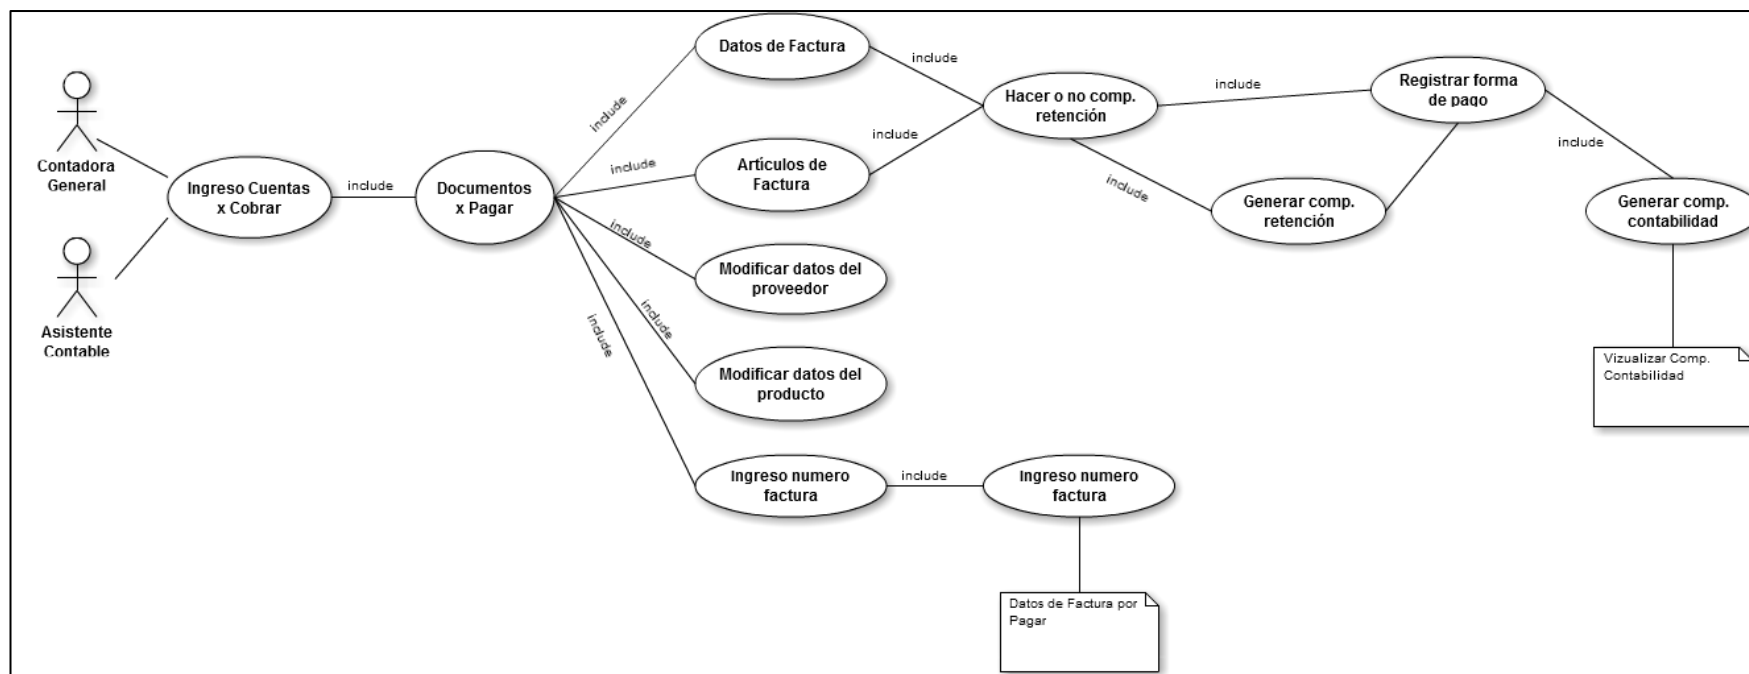 Contadora
General
Asistente
Contable
Ingreso Cuentas
x Cobrar
include
Documentos
x Pagar
include
include
include
include
include
Datos de Factura
Artículos de
Factura
Modificar datos del
proveedor
Modificar datos del
producto
Ingreso numero
factura
include
include
include
Hacer o no comp.
retención
Ingreso numero
factura
Datos de Factura por
Pagar
include
include
Registrar forma
de pago
Generar comp.
retención
include
Generar comp.
contabilidad
Vizualizar Comp.
Contabilidad